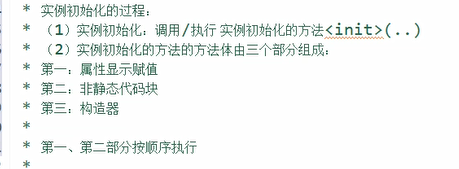 * 实例初始化的过程：
* （1）实例初始化：调用/执行 实例初始化的方法<init>(..)
* （2）实例初始化的方法的方法体由三个部分组成：
* 第一：属性显示赋值
* 第二：非静态代码块
* 第三：构造器
*
* 第一、第二部分按顺序执行
*